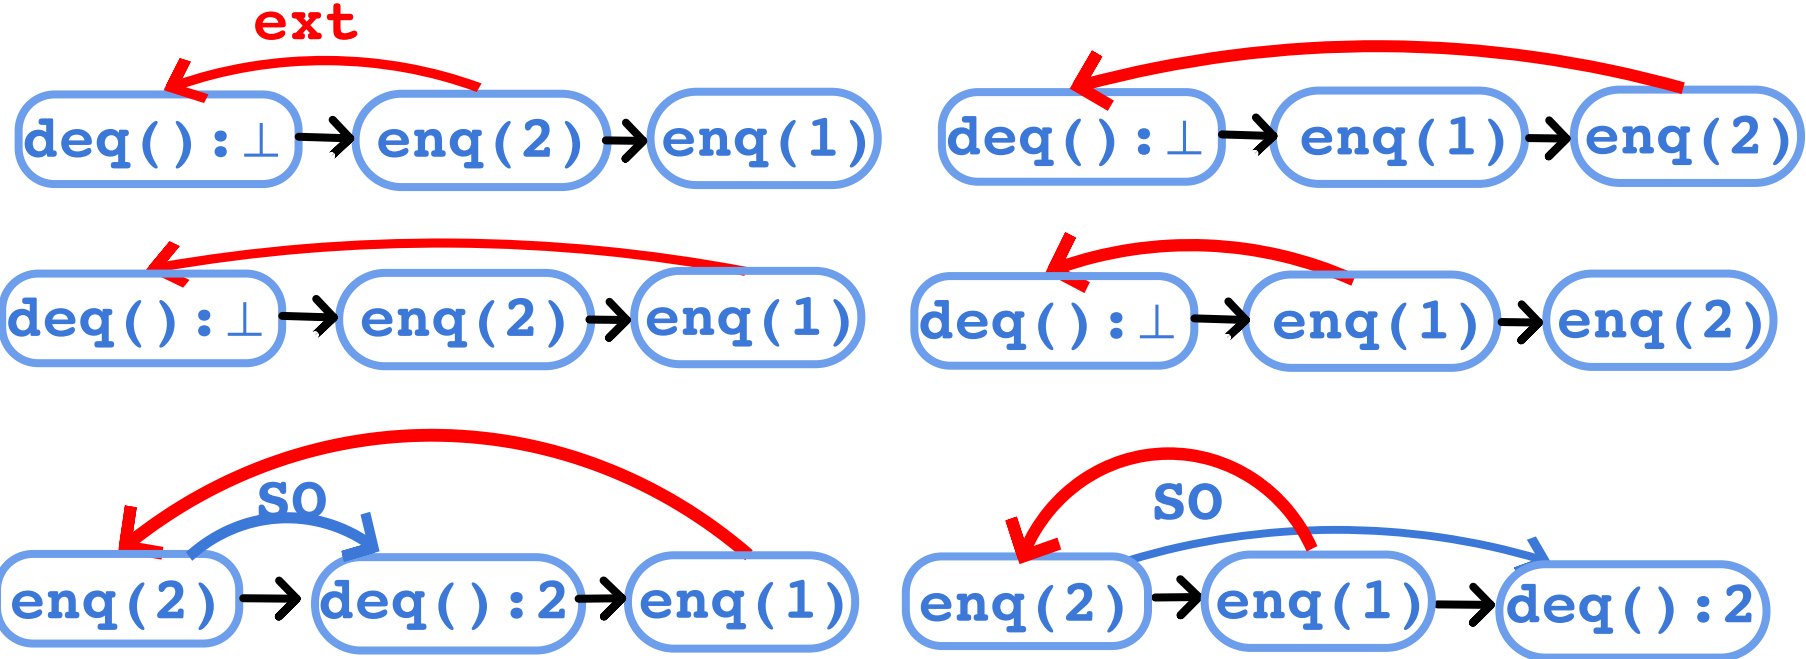 ext
deq():⊥ enq(2) enq(1) deq():⊥ enq(1) enq(2)
deq():⊥ enq(2) enq(1) deq():⊥ enq(1) enq(2)
so so
enq(2) deq():2 enq(1) enq(2) enq(1) deq():2